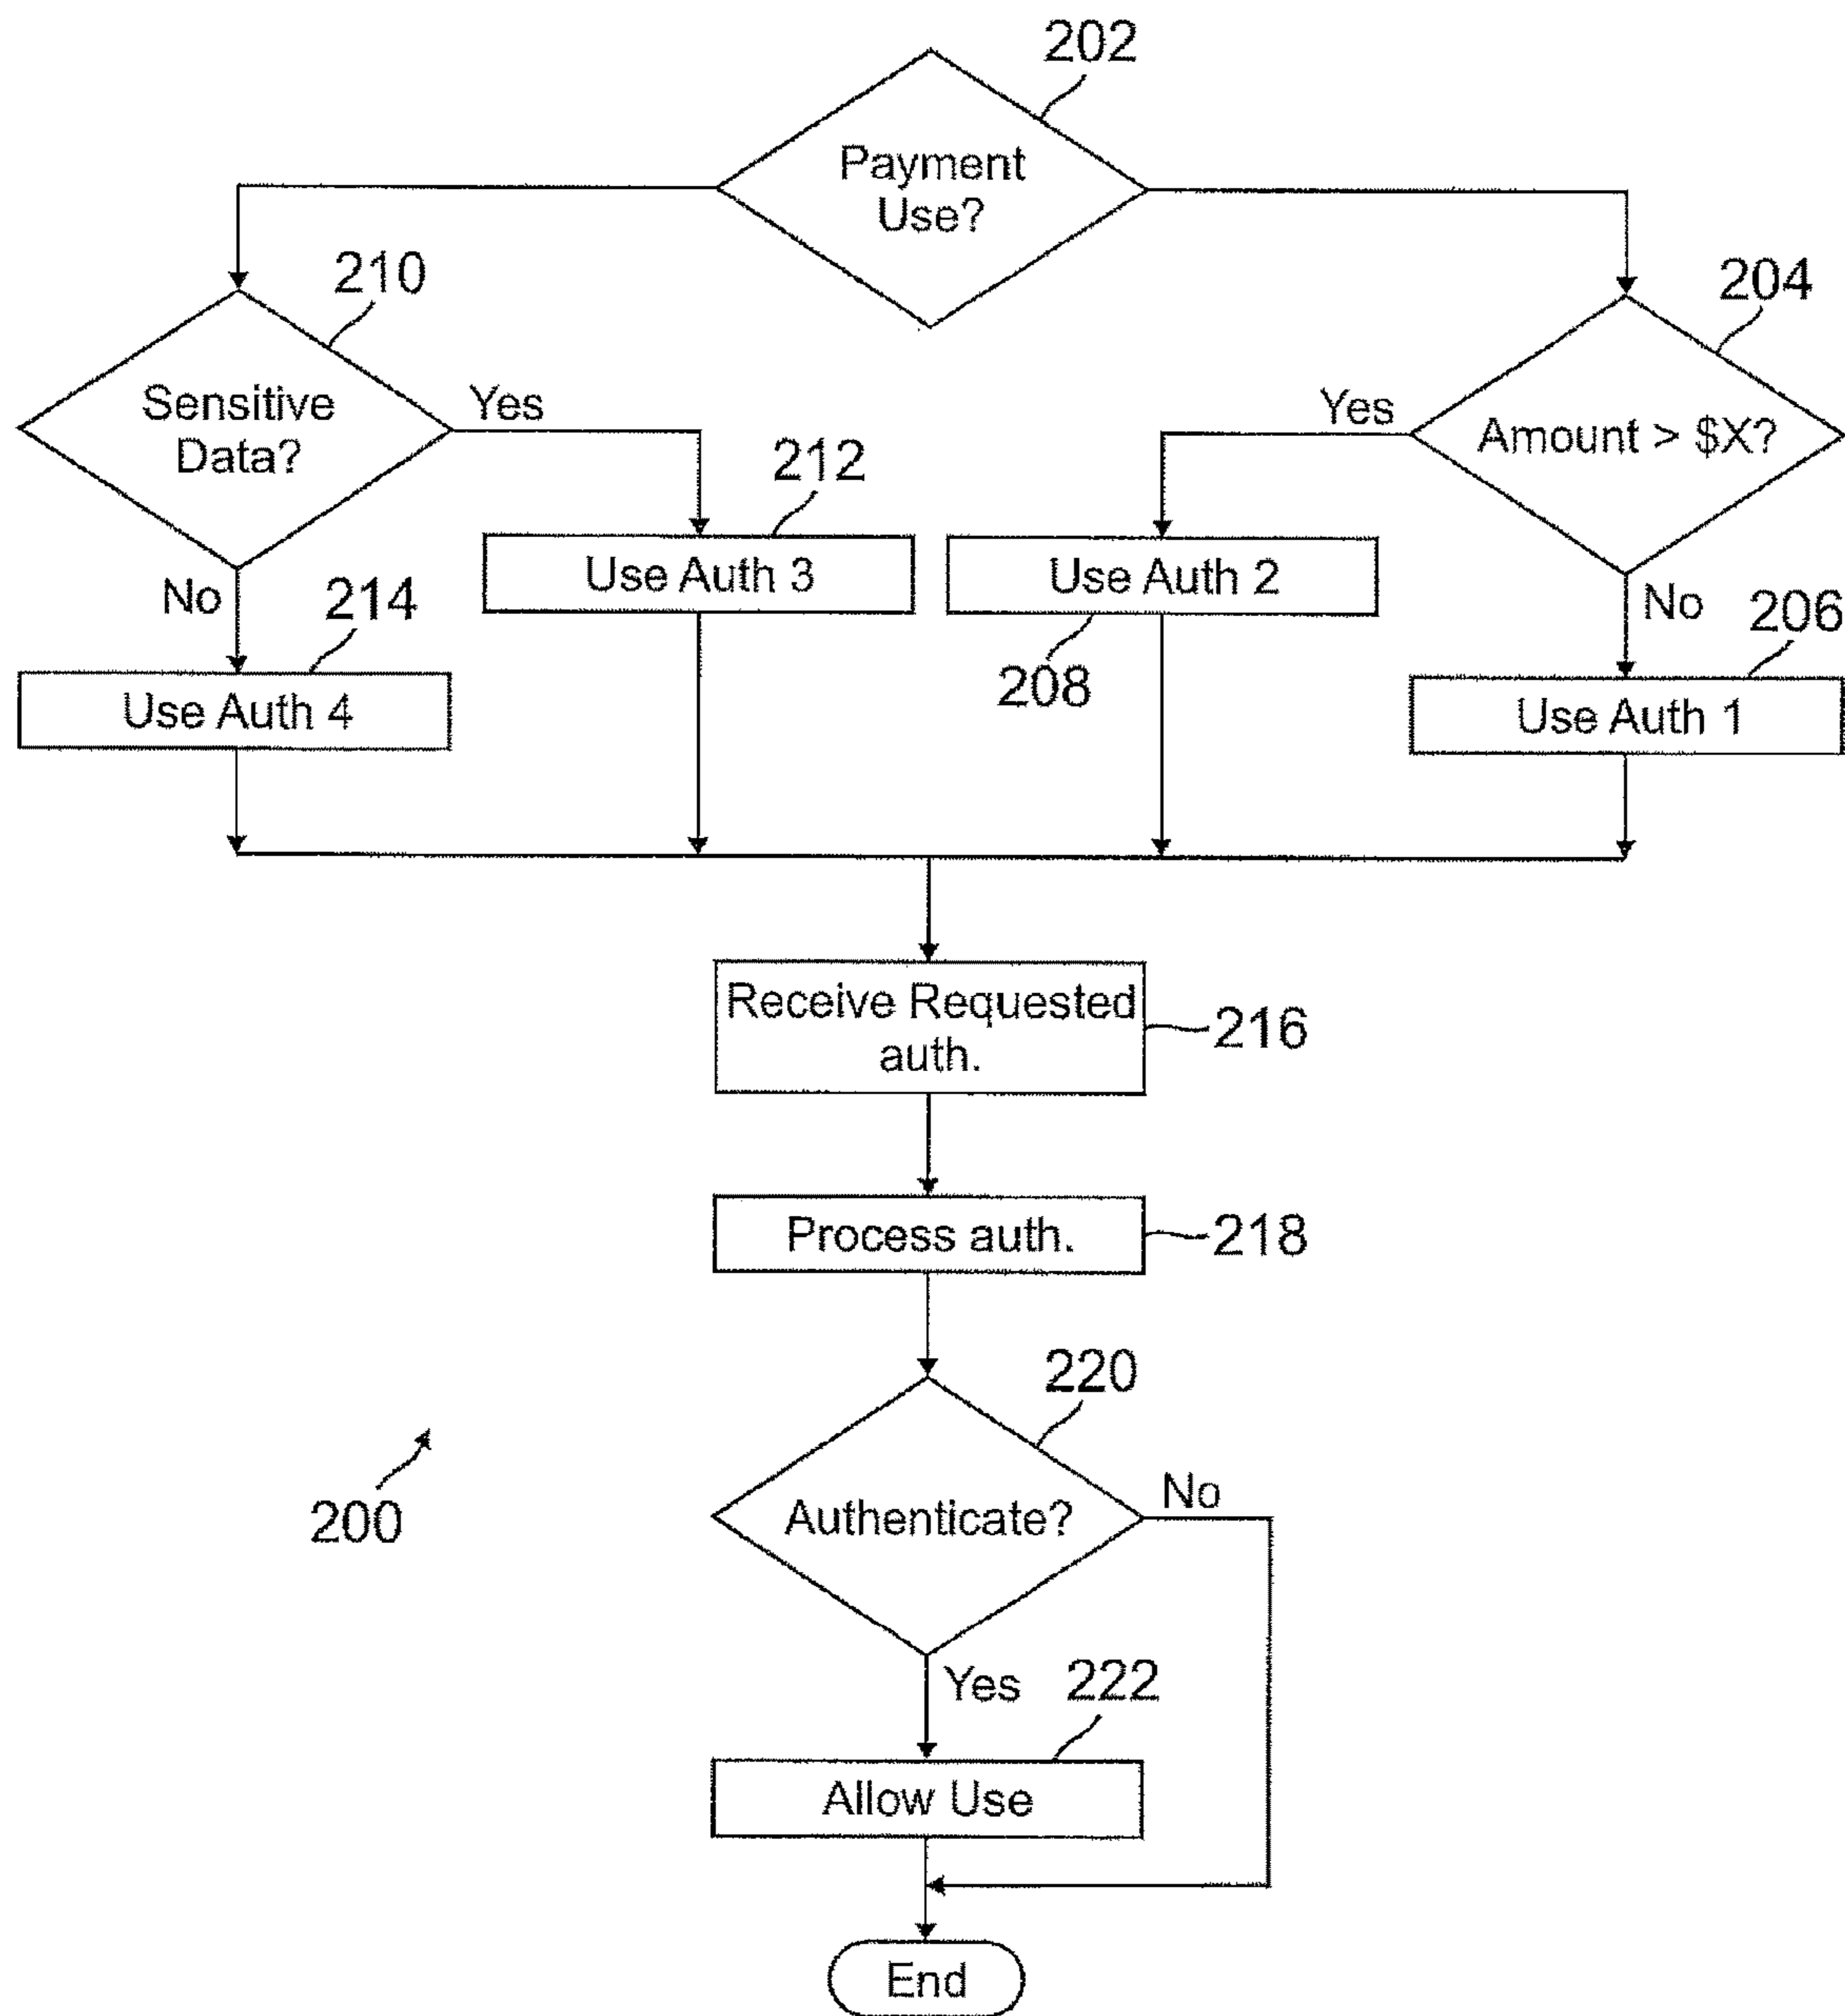 202
Payment
Use?
210
204
Sensitive
Data?
Yes
Yes
Amount > $X?
212
Use Auth 3
Use Auth 2
No
214
No
206
208
Use Auth 4
Use Auth 1
Receive Requested
auth.
216
Process auth.
218
220
200
Authenticate?
No
Yes
222
Allow Use
End